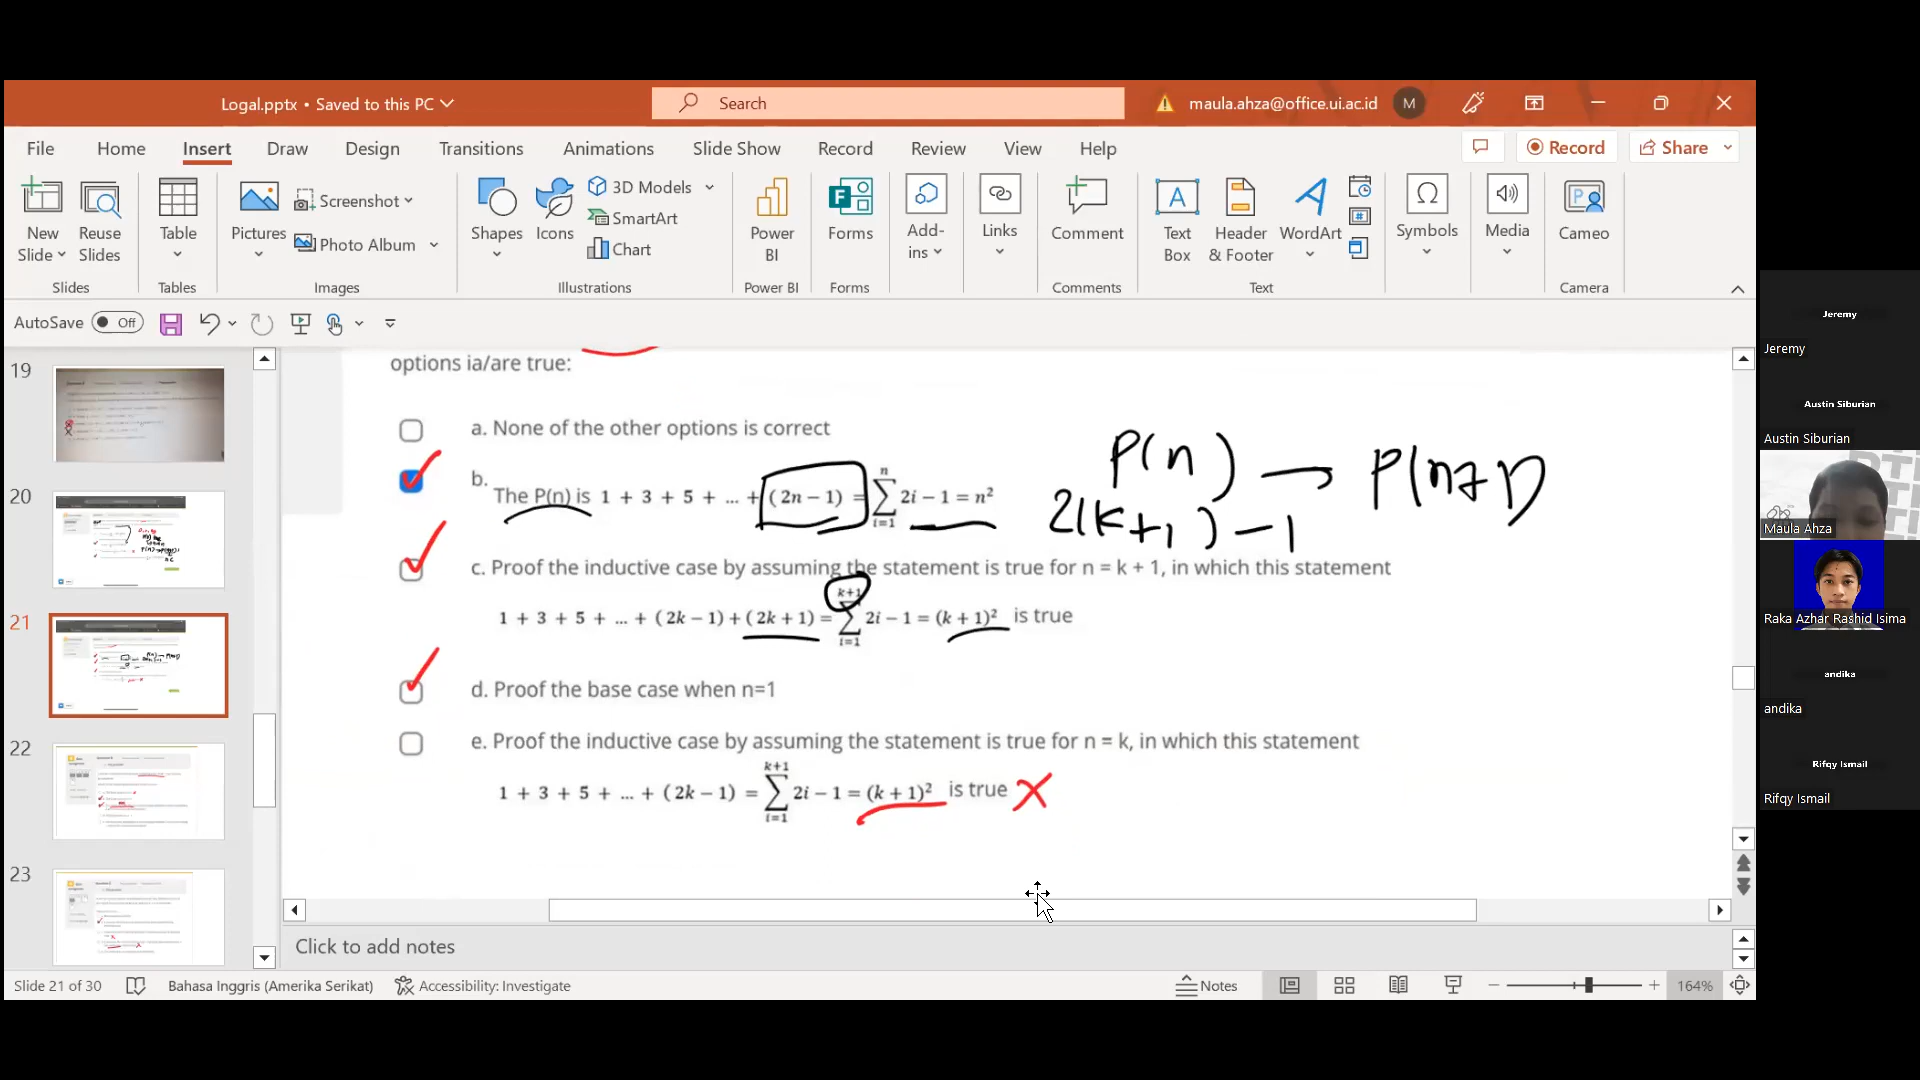 Logal.pptx • Saved to this PC
Search
maula.ahza@office.ui.ac.id
M
File Home Insert Draw Design Transitions Animations Slide Show Record Review View Help
Record
Share
New Slide
Reuse Slides
Slides
Table
Tables
Pictures
Screenshot
Photo Album
Images
Shapes
Icons
3D Models
SmartArt
Chart
Illustrations
Power BI
Power BI
Forms
Forms
Add-ins
Links
Comment
Comments
Text Box
Header & Footer
WordArt
Text
Symbols
Media
Cameo
Camera
AutoSave Off
19
20
21
22
23
options ia/are true:
a. None of the other options is correct
b.
The P(n) is 1 + 3 + 5 + ... + (2n − 1) = ∑ i=1 n 2i − 1 = n²
P(n) → P(n+1)
2(k+1) − 1
c. Proof the inductive case by assuming the statement is true for n = k + 1, in which this statement
1 + 3 + 5 + ... + (2k − 1) + (2k + 1) = ∑ i=1 k+1 2i − 1 = (k + 1)² is true
d. Proof the base case when n=1
e. Proof the inductive case by assuming the statement is true for n = k, in which this statement
1 + 3 + 5 + ... + (2k − 1) = ∑ i=1 k+1 2i − 1 = (k + 1)² is true
Click to add notes
Slide 21 of 30
Bahasa Inggris (Amerika Serikat)
Accessibility: Investigate
Notes
164%
Jeremy
Jeremy
Austin Siburian
Austin Siburian
Maula Ahza
Raka Azhar Rashid Isima
andika
andika
Rifqy Ismail
Rifqy Ismail